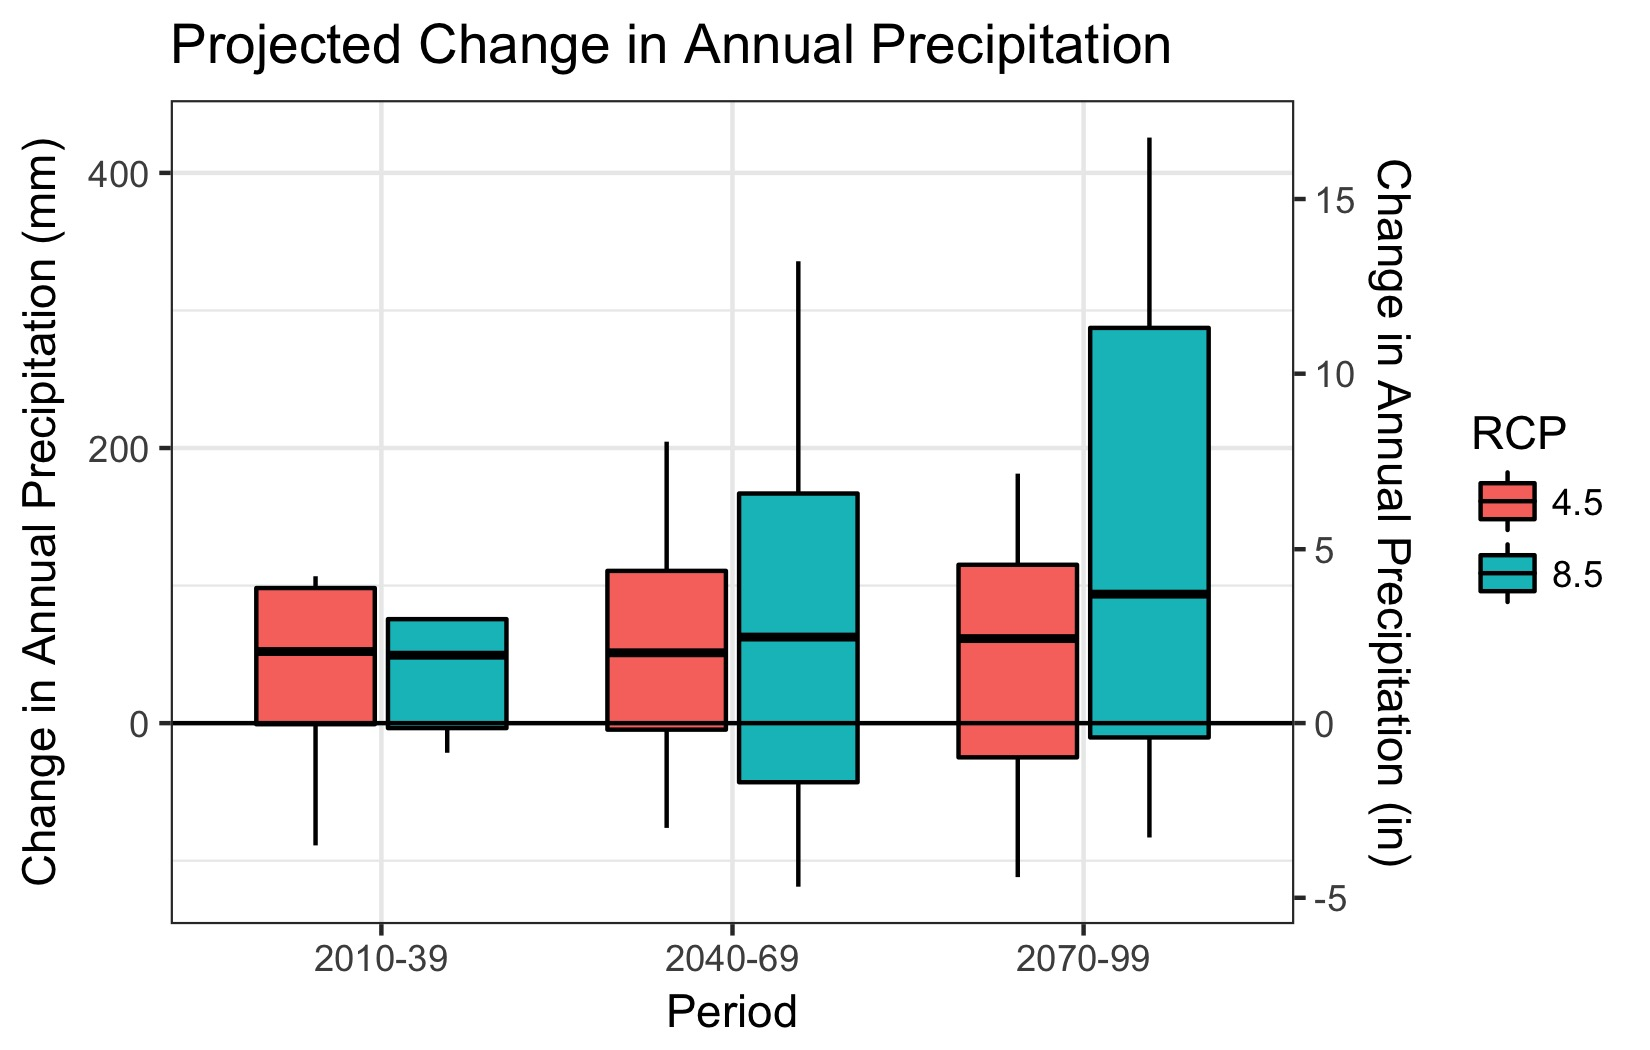 Projected Change in Annual Precipitation
Change in Annual Precipitation (mm)
400
200
0
15
10
5
0
-5
Change in Annual Precipitation (in)
2010-39
2040-69
2070-99
Period
RCP
4.5
8.5